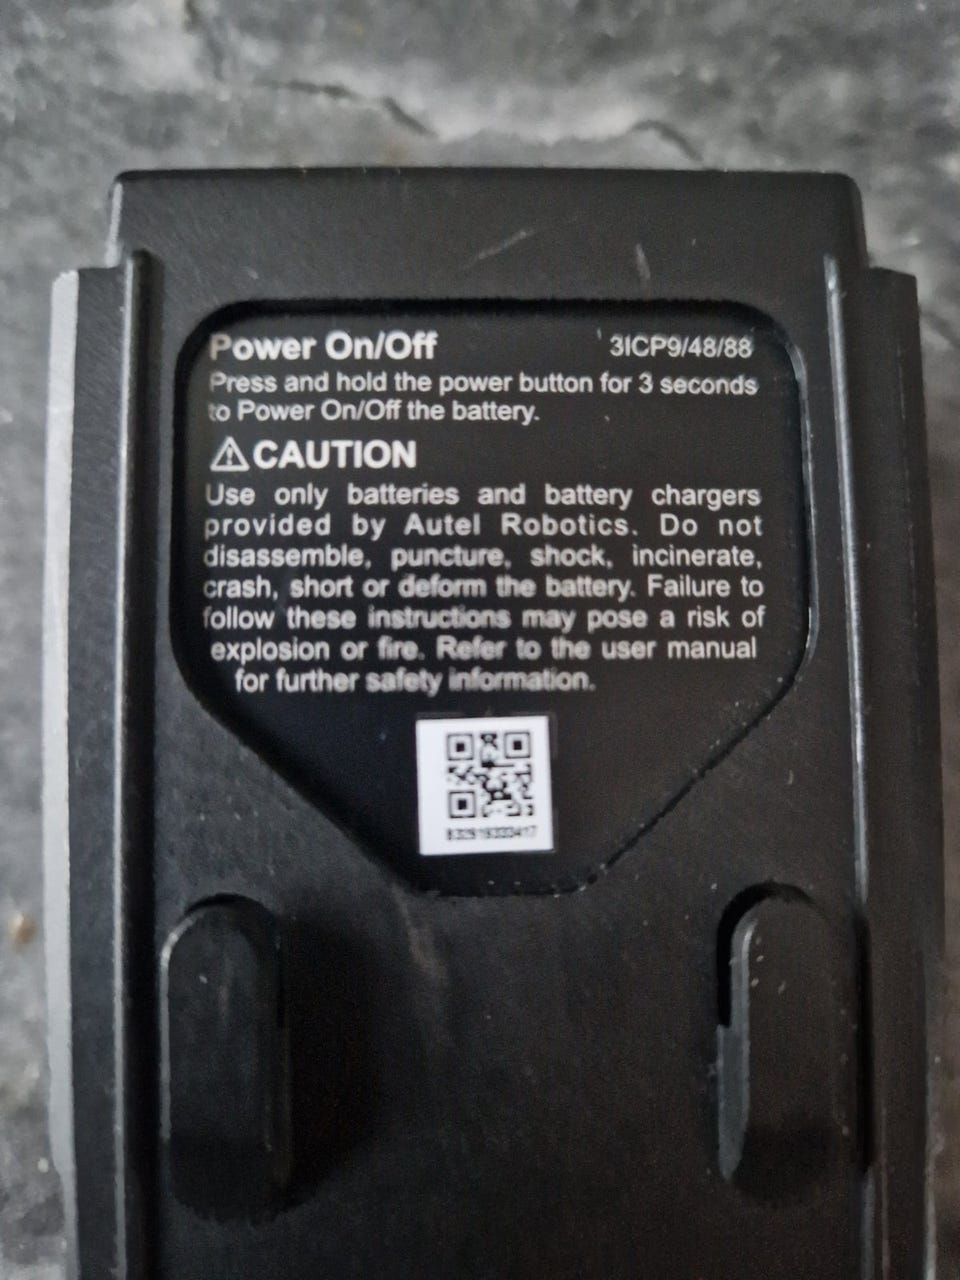 Power On/Off 3ICP9/48/88
Press and hold the power button for 3 seconds
to Power On/Off the battery.
CAUTION
Use only batteries and battery chargers
provided by Autel Robotics. Do not
disassemble, puncture, shock, incinerate,
crash, short or deform the battery. Failure to
follow these instructions may pose a risk of
explosion or fire. Refer to the user manual
for further safety information.